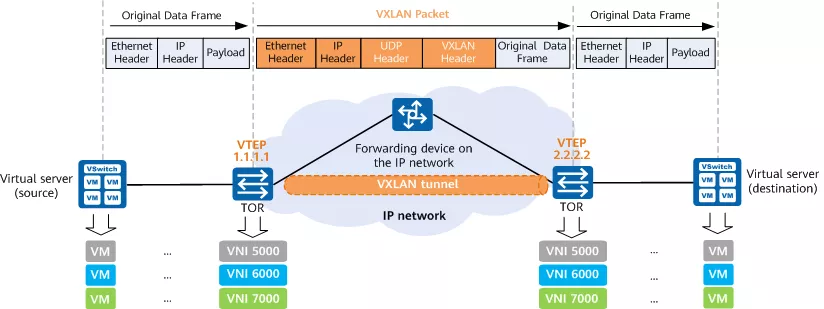 Original Data Frame
VXLAN Packet
Original Data Frame
Ethernet Header
IP Header
Payload
Ethernet Header
IP Header
UDP Header
VXLAN Header
Original Data Frame
Ethernet Header
IP Header
Payload
VTEP
1.1.1.1
Forwarding device on
the IP network
VTEP
2.2.2.2
Virtual server
(source)
VSwitch
VM VM
VM VM
TOR
VXLAN tunnel
IP network
TOR
VSwitch
VM VM
VM VM
Virtual server
(destination)
VM ... VNI 5000 VNI 5000 ... VM
VM ... VNI 6000 VNI 6000 ... VM
VM ... VNI 7000 VNI 7000 ... VM